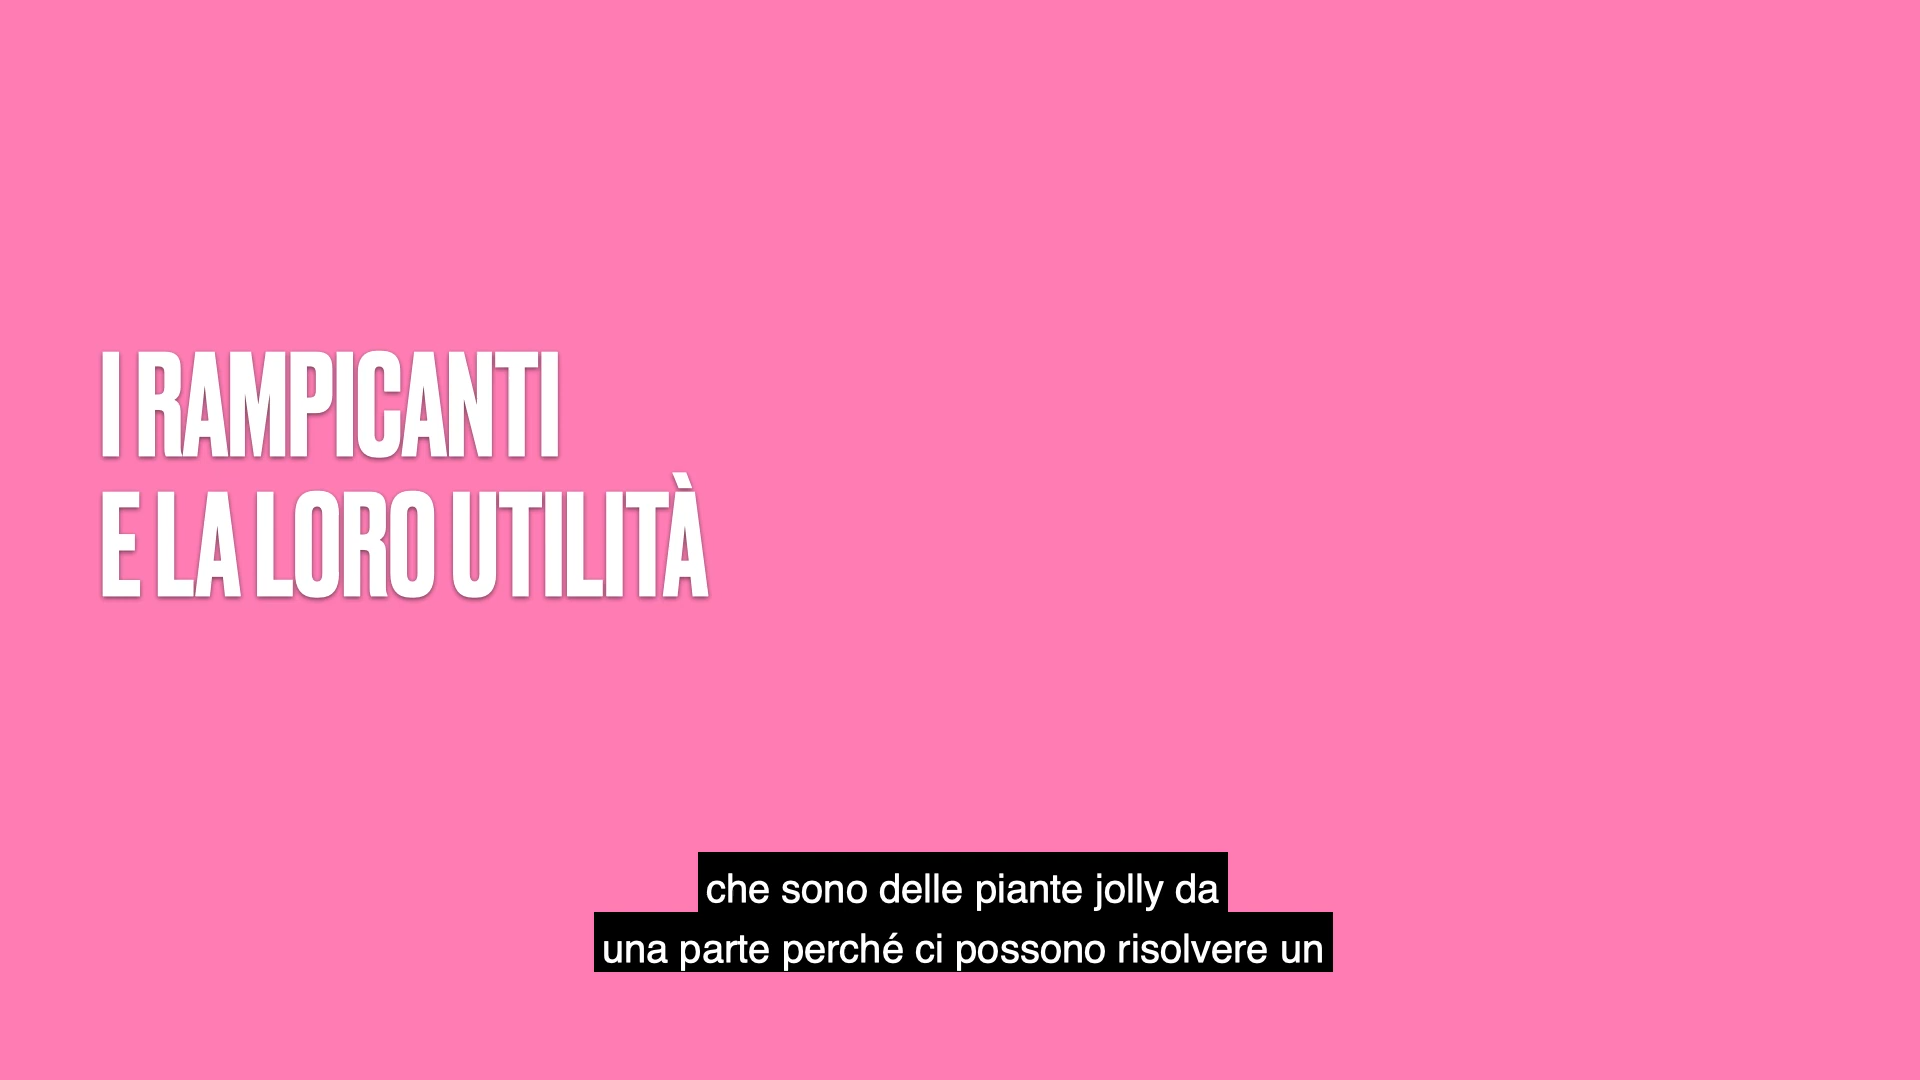 I RAMPICANTI
E LA LORO UTILITÀ
che sono delle piante jolly da
una parte perché ci possono risolvere un